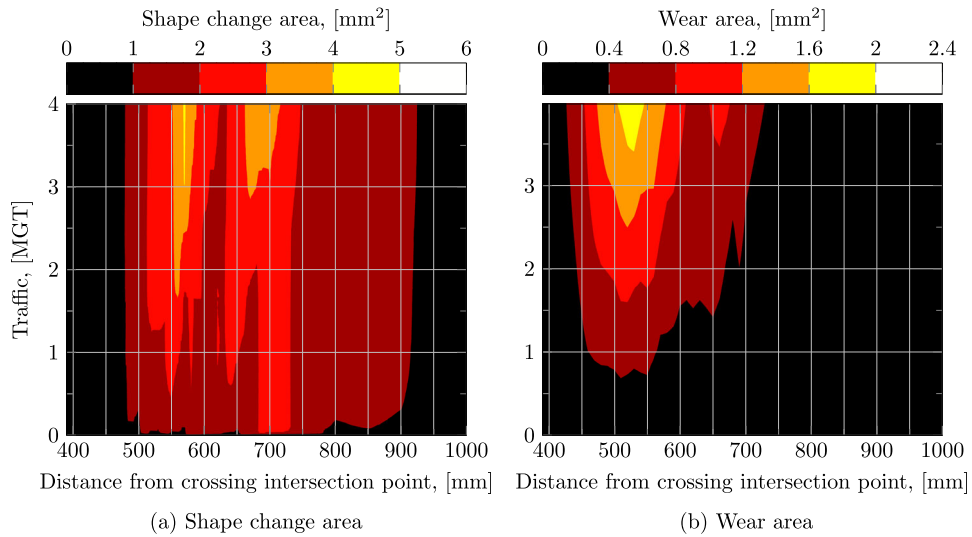 Shape change area, [mm²]
0 1 2 3 4 5 6
Wear area, [mm²]
0 0.4 0.8 1.2 1.6 2 2.4
Traffic, [MGT]
4
3
2
1
0
400 500 600 700 800 900 1000
Distance from crossing intersection point, [mm]
(a) Shape change area
3
2
1
0
400 500 600 700 800 900 1000
Distance from crossing intersection point, [mm]
(b) Wear area